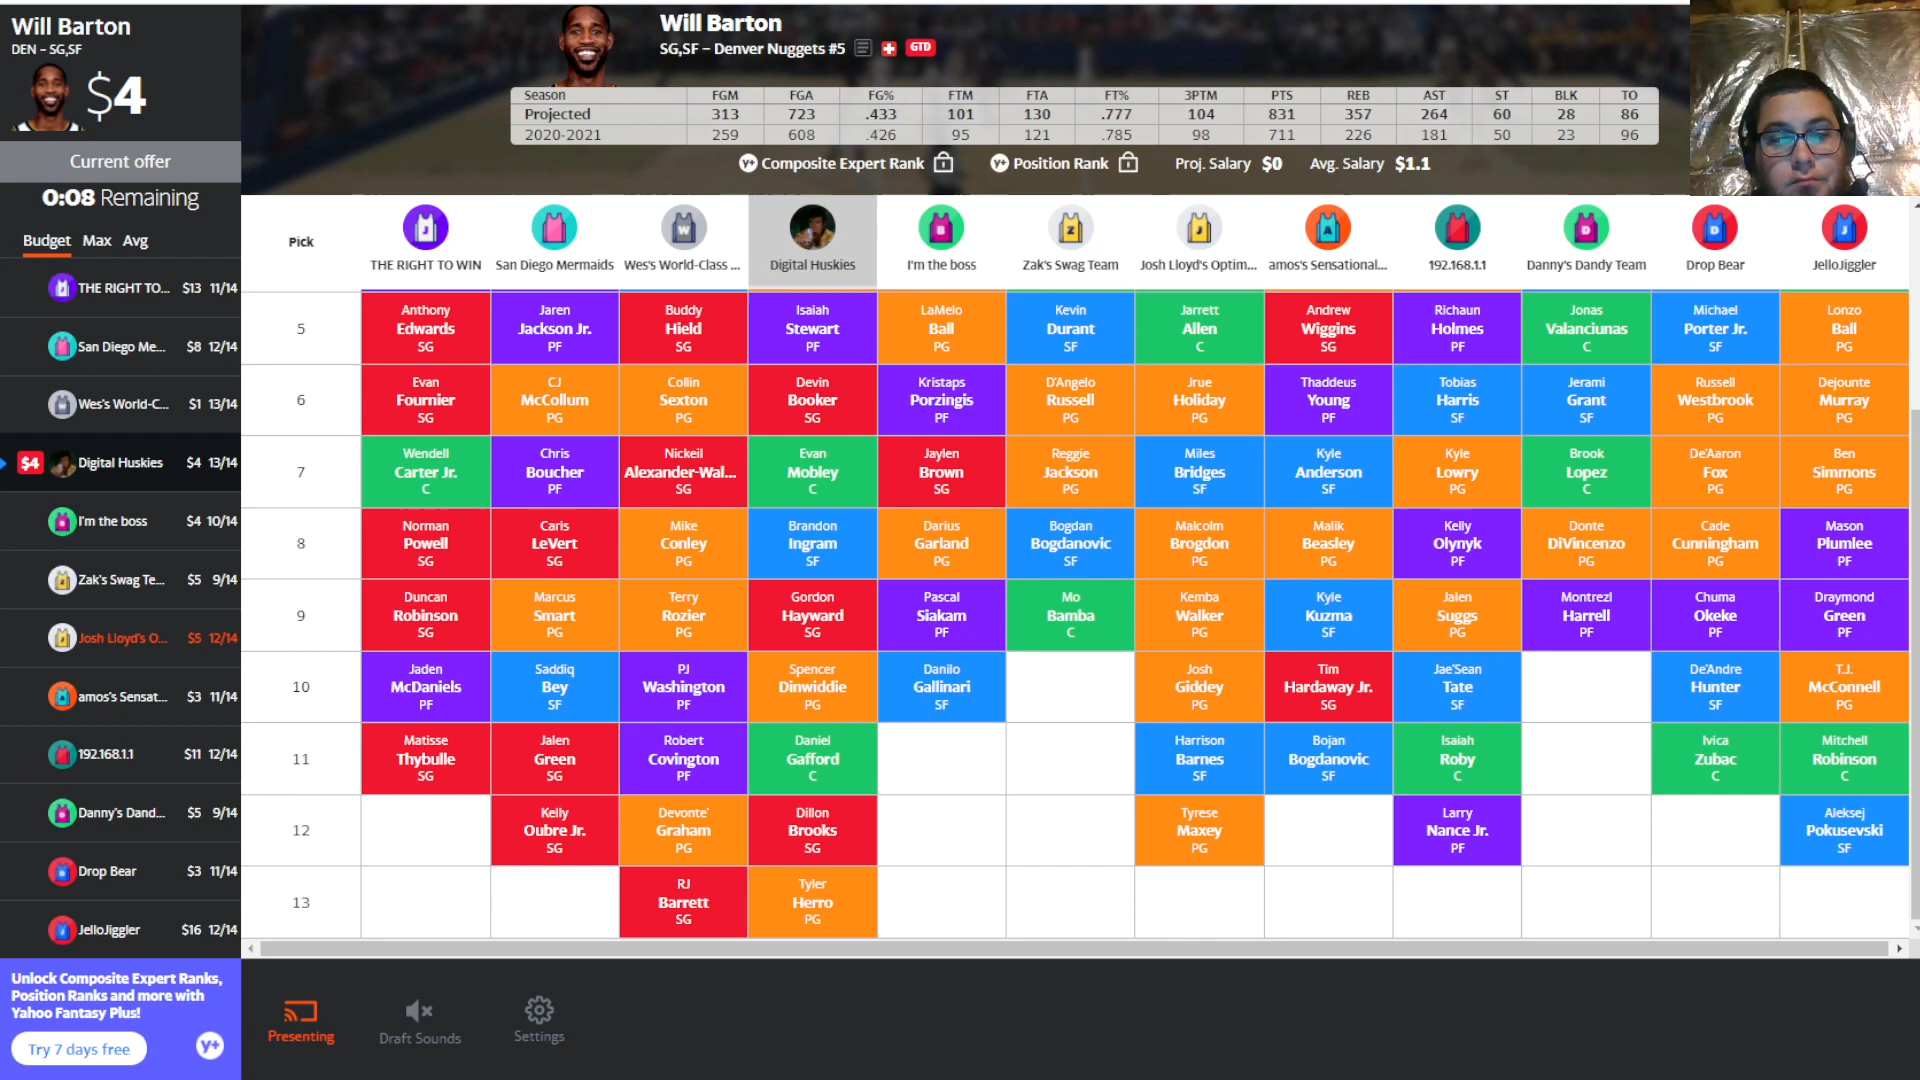 Will Barton
DEN – SG,SF
$4
Current offer
0:08 Remaining
Budget Max Avg
THE RIGHT TO... $13 11/14
San Diego Me... $8 12/14
Wes's World-C... $1 13/14
$4 Digital Huskies $4 13/14
I'm the boss $4 10/14
Zak's Swag Te... $5 9/14
Josh Lloyd's O... $5 12/14
amos's Sensat... $3 11/14
192.168.1.1 $11 12/14
Danny's Dand... $5 9/14
Drop Bear $3 11/14
JelloJiggler $16 12/14
Unlock Composite Expert Ranks,
Position Ranks and more with
Yahoo Fantasy Plus!
Try 7 days free y+
Will Barton
SG,SF – Denver Nuggets #5 GTD
Season FGM FGA FG% FTM FTA FT% 3PTM PTS REB AST ST BLK TO
Projected 313 723 .433 101 130 .777 104 831 357 264 60 28 86
2020-2021 259 608 .426 95 121 .785 98 711 226 181 50 23 96
y+ Composite Expert Rank y+ Position Rank Proj. Salary $0 Avg. Salary $1.1
Pick THE RIGHT TO WIN San Diego Mermaids Wes's World-Class ... Digital Huskies I'm the boss Zak's Swag Team Josh Lloyd's Optim... amos's Sensational... 192.168.1.1 Danny's Dandy Team Drop Bear JelloJiggler
Anthony Jaren Buddy Isaiah LaMelo Kevin Jarrett Andrew Richaun Jonas Michael Lonzo
5 Edwards Jackson Jr. Hield Stewart Ball Durant Allen Wiggins Holmes Valanciunas Porter Jr. Ball
SG PF SG PF PG SF C SG PF C SF PG
Evan CJ Collin Devin Kristaps D'Angelo Jrue Thaddeus Tobias Jerami Russell Dejounte
6 Fournier McCollum Sexton Booker Porzingis Russell Holiday Young Harris Grant Westbrook Murray
SG PG PG SG PF PG PG PF SF SF PG PG
Wendell Chris Nickeil Evan Jaylen Reggie Miles Kyle Kyle Brook De'Aaron Ben
7 Carter Jr. Boucher Alexander-Wal... Mobley Brown Jackson Bridges Anderson Lowry Lopez Fox Simmons
C PF SG C SG PG SF SF PG C PG PG
Norman Caris Mike Brandon Darius Bogdan Malcolm Malik Kelly Donte Cade Mason
8 Powell LeVert Conley Ingram Garland Bogdanovic Brogdon Beasley Olynyk DiVincenzo Cunningham Plumlee
SG SG PG SF PG SF PG PG PF PG PG PF
Duncan Marcus Terry Gordon Pascal Mo Kemba Kyle Jalen Montrezl Chuma Draymond
9 Robinson Smart Rozier Hayward Siakam Bamba Walker Kuzma Suggs Harrell Okeke Green
SG PG PG SG PF C PG SF PG PF PF PF
Jaden Saddiq PJ Spencer Danilo Josh Tim Jae'Sean De'Andre T.J.
10 McDaniels Bey Washington Dinwiddie Gallinari Giddey Hardaway Jr. Tate Hunter McConnell
PF SF PF PG SF PG SG SF SF PG
Matisse Jalen Robert Daniel Harrison Bojan Isaiah Ivica Mitchell
11 Thybulle Green Covington Gafford Barnes Bogdanovic Roby Zubac Robinson
SG SG PF C SF SF C C C
Kelly Devonte' Dillon Tyrese Larry Aleksej
12 Oubre Jr. Graham Brooks Maxey Nance Jr. Pokusevski
SG PG SG PG PF SF
RJ Tyler
13 Barrett Herro
SG PG
Presenting Draft Sounds Settings